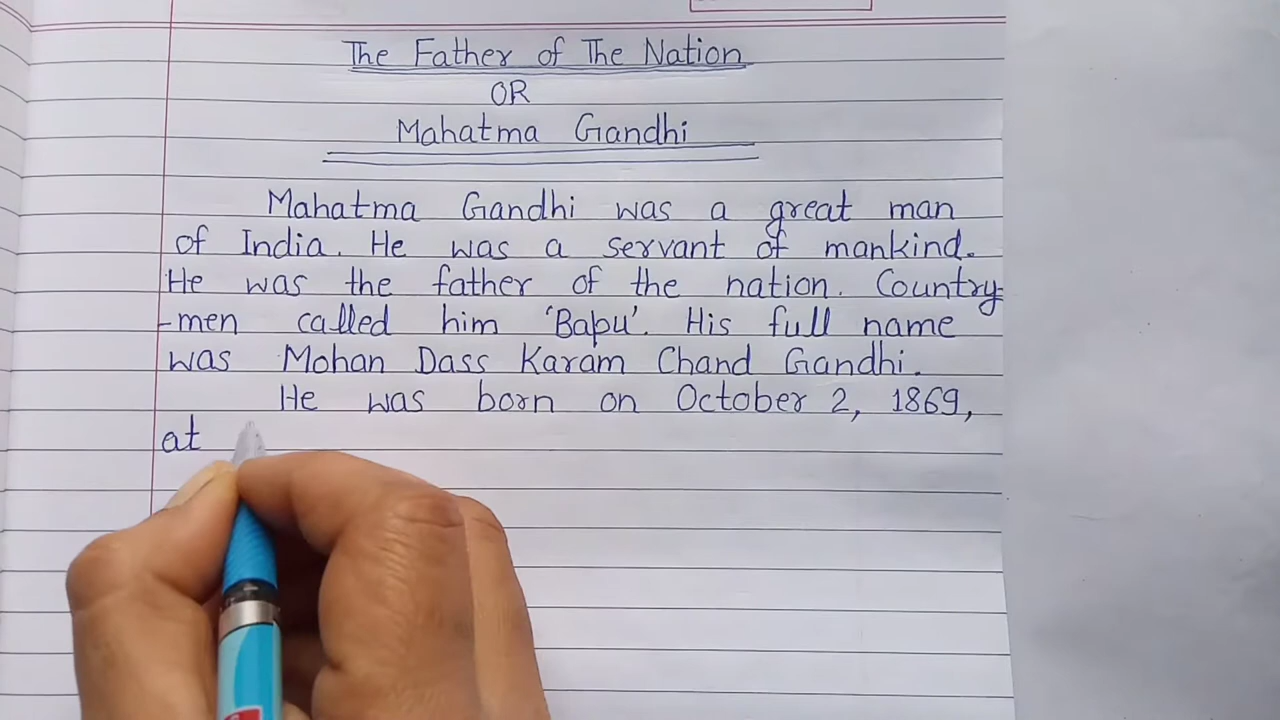 The Father of The Nation
OR
Mahatma Gandhi
Mahatma Gandhi was a great man
of India. He was a servant of mankind.
He was the father of the nation. Country-
-men called him 'Bapu'. His full name
was Mohan Dass Karam Chand Gandhi.
He was born on October 2, 1869,
at